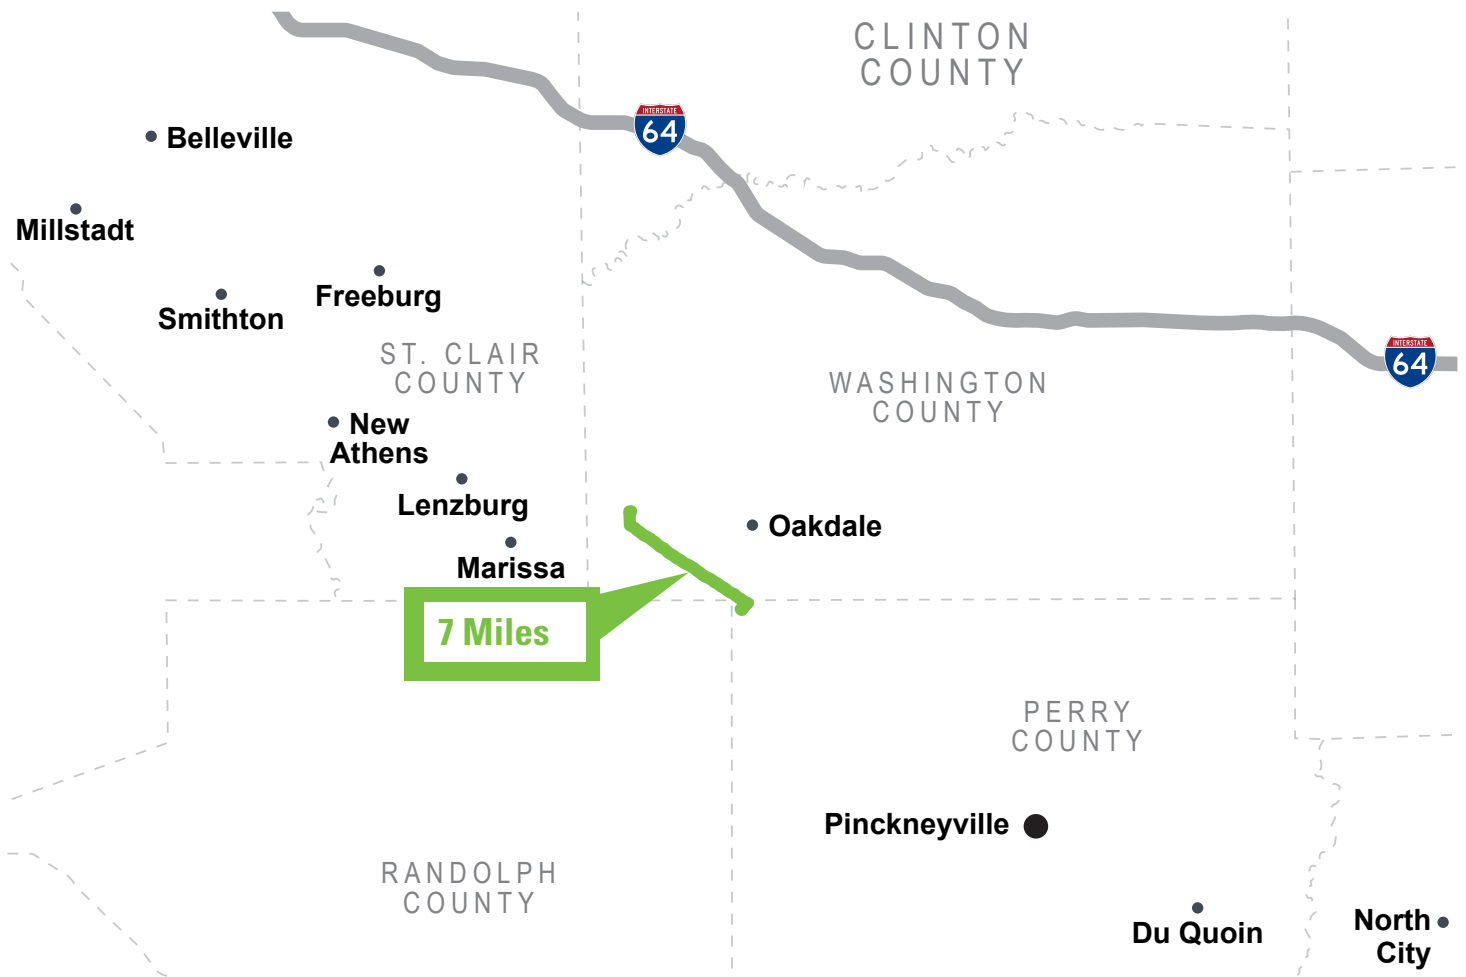 CLINTON
COUNTY
INTERSTATE
64
Belleville
Millstadt
Freeburg
Smithton
ST. CLAIR
COUNTY
INTERSTATE
64
WASHINGTON
COUNTY
New
Athens
Lenzburg
Oakdale
Marissa
7 Miles
PERRY
COUNTY
Pinckneyville
RANDOLPH
COUNTY
Du Quoin
North
City